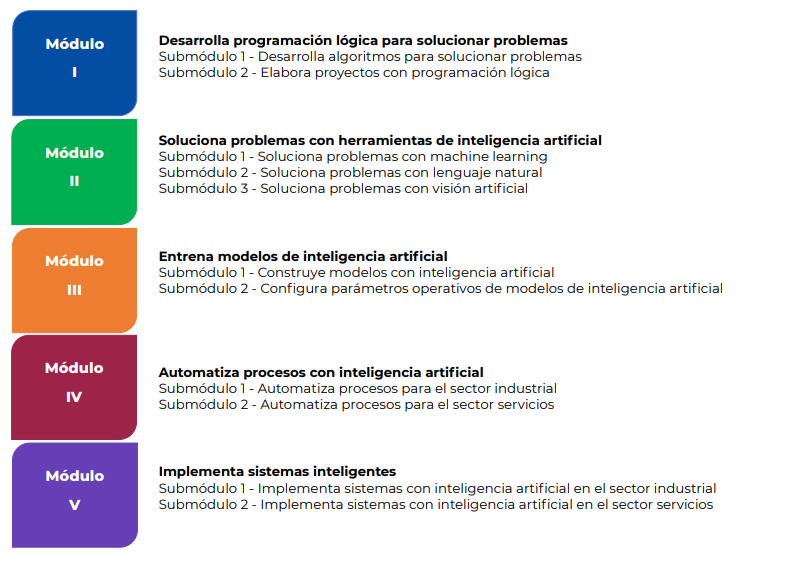 Módulo
I
Desarrolla programación lógica para solucionar problemas
Submódulo 1 - Desarrolla algoritmos para solucionar problemas
Submódulo 2 - Elabora proyectos con programación lógica
Módulo
II
Soluciona problemas con herramientas de inteligencia artificial
Submódulo 1 - Soluciona problemas con machine learning
Submódulo 2 - Soluciona problemas con lenguaje natural
Submódulo 3 - Soluciona problemas con visión artificial
Módulo
III
Entrena modelos de inteligencia artificial
Submódulo 1 - Construye modelos con inteligencia artificial
Submódulo 2 - Configura parámetros operativos de modelos de inteligencia artificial
Módulo
IV
Automatiza procesos con inteligencia artificial
Submódulo 1 - Automatiza procesos para el sector industrial
Submódulo 2 - Automatiza procesos para el sector servicios
Módulo
V
Implementa sistemas inteligentes
Submódulo 1 - Implementa sistemas con inteligencia artificial en el sector industrial
Submódulo 2 - Implementa sistemas con inteligencia artificial en el sector servicios